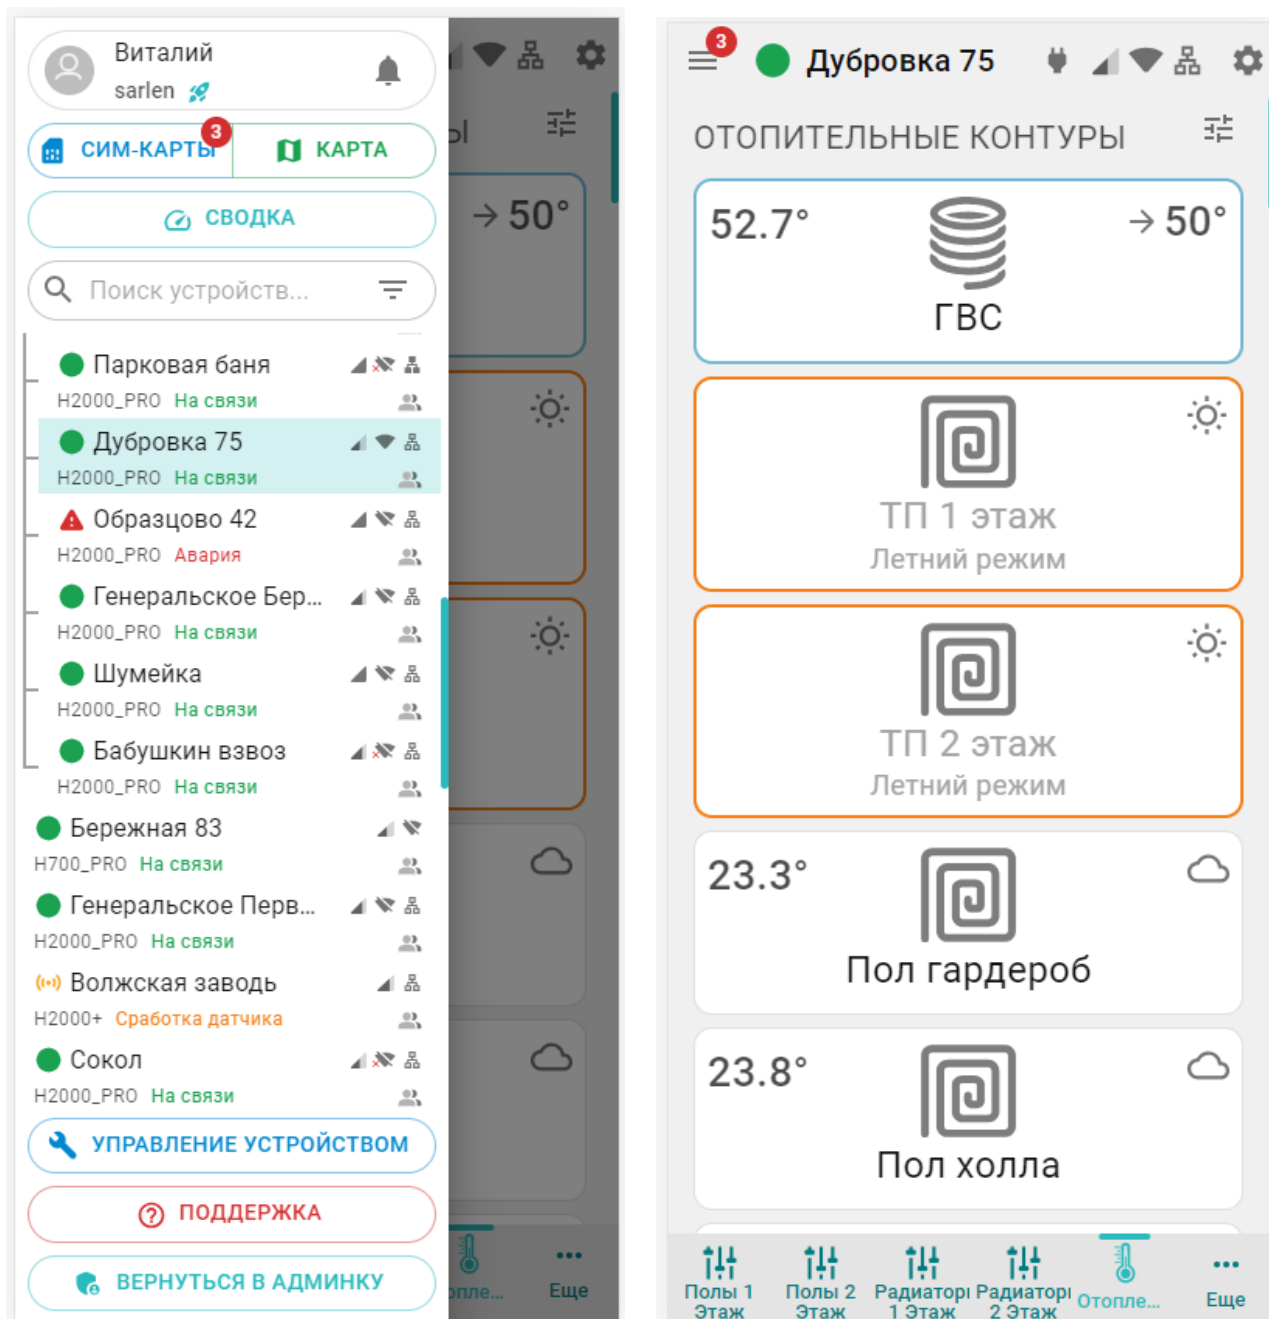 Виталий
sarlen
СИМ-КАРТЫ
3
КАРТА
СВОДКА
Поиск устройств...
Парковая баня
H2000_PRO На связи
Дубровка 75
H2000_PRO На связи
Образцово 42
H2000_PRO Авария
Генеральское Бер...
H2000_PRO На связи
Шумейка
H2000_PRO На связи
Бабушкин взвоз
H2000_PRO На связи
Бережная 83
H700_PRO На связи
Генеральское Перв...
H2000_PRO На связи
Волжская заводь
H2000+ Сработка датчика
Сокол
H2000_PRO На связи
УПРАВЛЕНИЕ УСТРОЙСТВОМ
ПОДДЕРЖКА
ВЕРНУТЬСЯ В АДМИНКУ
Ы
→ 50°
опле...
Еще
3
Дубровка 75
ОТОПИТЕЛЬНЫЕ КОНТУРЫ
52.7°
→ 50°
ГВС
ТП 1 этаж
Летний режим
ТП 2 этаж
Летний режим
23.3°
Пол гардероб
23.8°
Пол холла
Полы 1
Этаж
Полы 2
Этаж
Радиаторы
1 Этаж
Радиаторы
2 Этаж
Отопле...
Еще